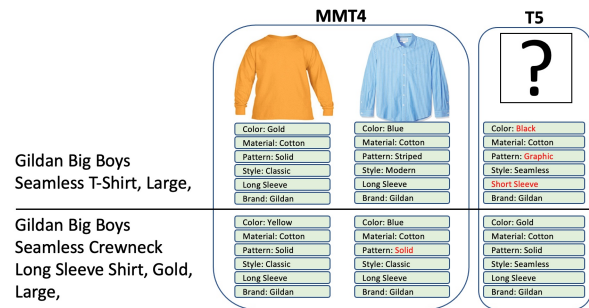 MMT4 T5
?
Gildan Big Boys
Seamless T-Shirt, Large,
Color: Gold
Material: Cotton
Pattern: Solid
Style: Classic
Long Sleeve
Brand: Gildan
Color: Blue
Material: Cotton
Pattern: Striped
Style: Modern
Long Sleeve
Brand: Gildan
Color: Black
Material: Cotton
Pattern: Graphic
Style: Seamless
Short Sleeve
Brand: Gildan
Gildan Big Boys
Seamless Crewneck
Long Sleeve Shirt, Gold,
Large,
Color: Yellow
Material: Cotton
Pattern: Solid
Style: Classic
Long Sleeve
Brand: Gildan
Color: Blue
Material: Cotton
Pattern: Solid
Style: Classic
Long Sleeve
Brand: Gildan
Color: Gold
Material: Cotton
Pattern: Solid
Style: Seamless
Long Sleeve
Brand: Gildan